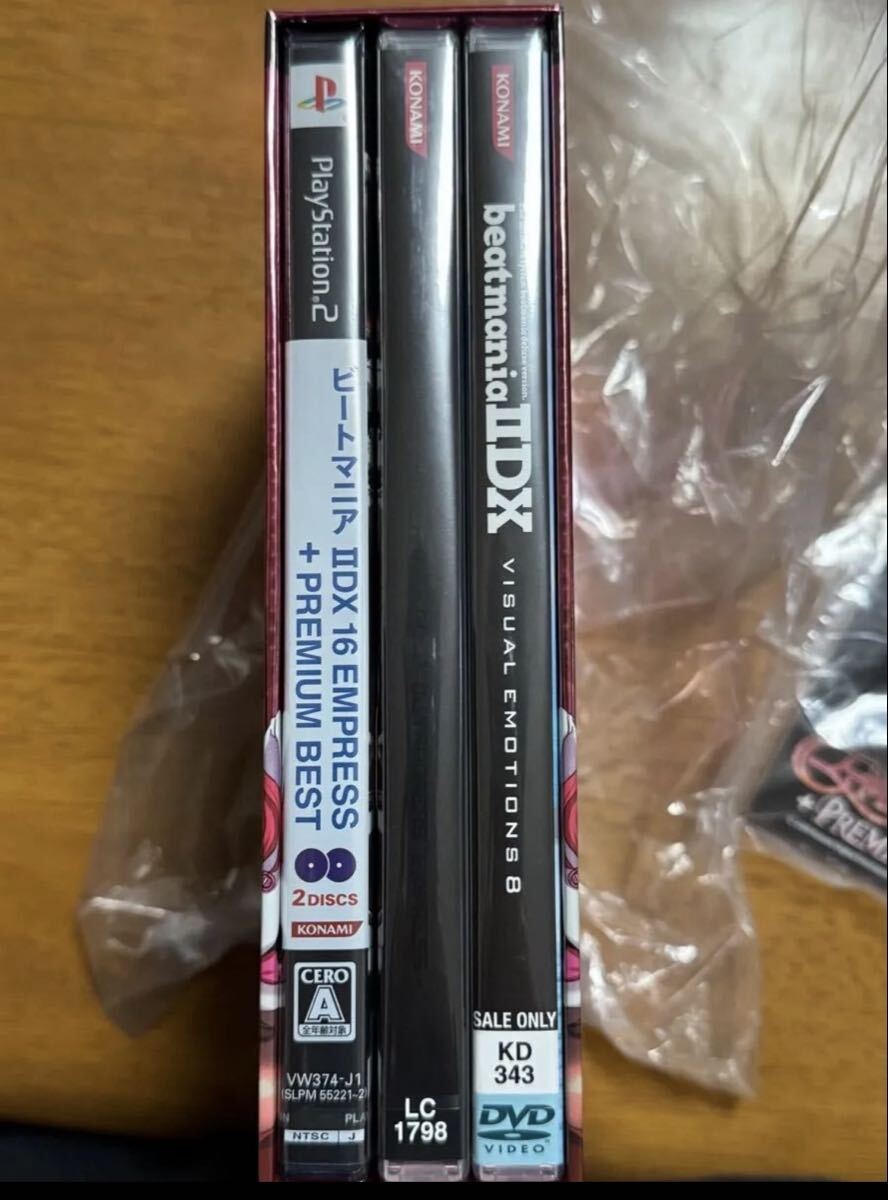 PlayStation®2
ビートマニア IIDX 16 EMPRESS
+ PREMIUM BEST
2DISCS
KONAMI
CERO
A
全年齢対象
VW374-J1
(SLPM 55221~2)
NTSC J
KONAMI
LC
1798
KONAMI
beatmania IIDX
VISUAL EMOTIONS 8
SALE ONLY
KD
343
DVD
VIDEO